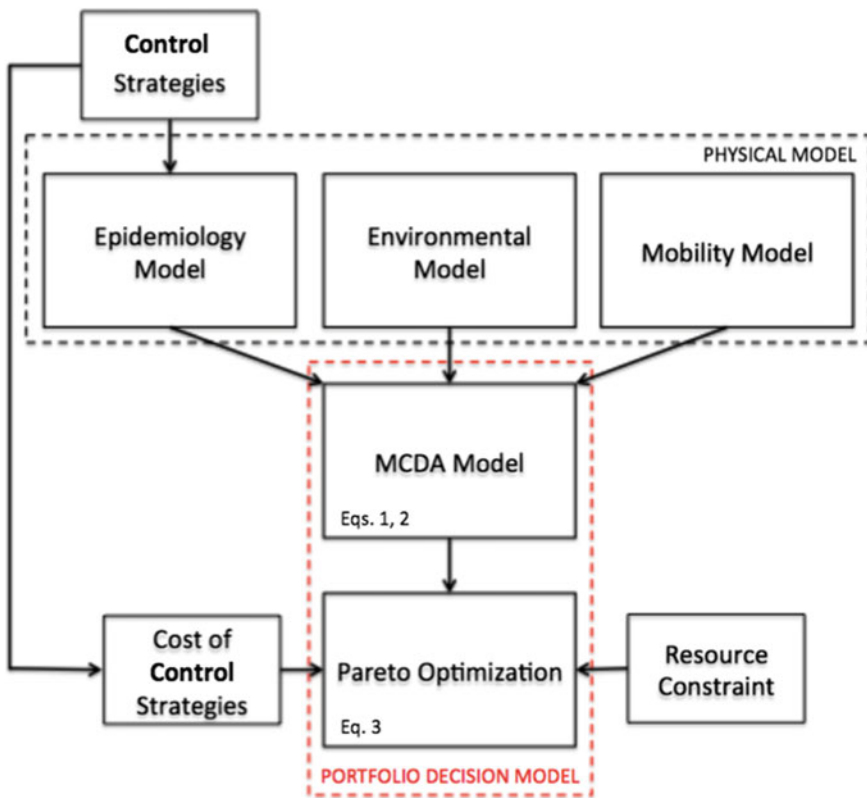 Control
Strategies
PHYSICAL MODEL
Epidemiology
Model
Environmental
Model
Mobility Model
MCDA Model
Eqs. 1, 2
Cost of
Control
Strategies
Pareto Optimization
Eq. 3
Resource
Constraint
PORTFOLIO DECISION MODEL